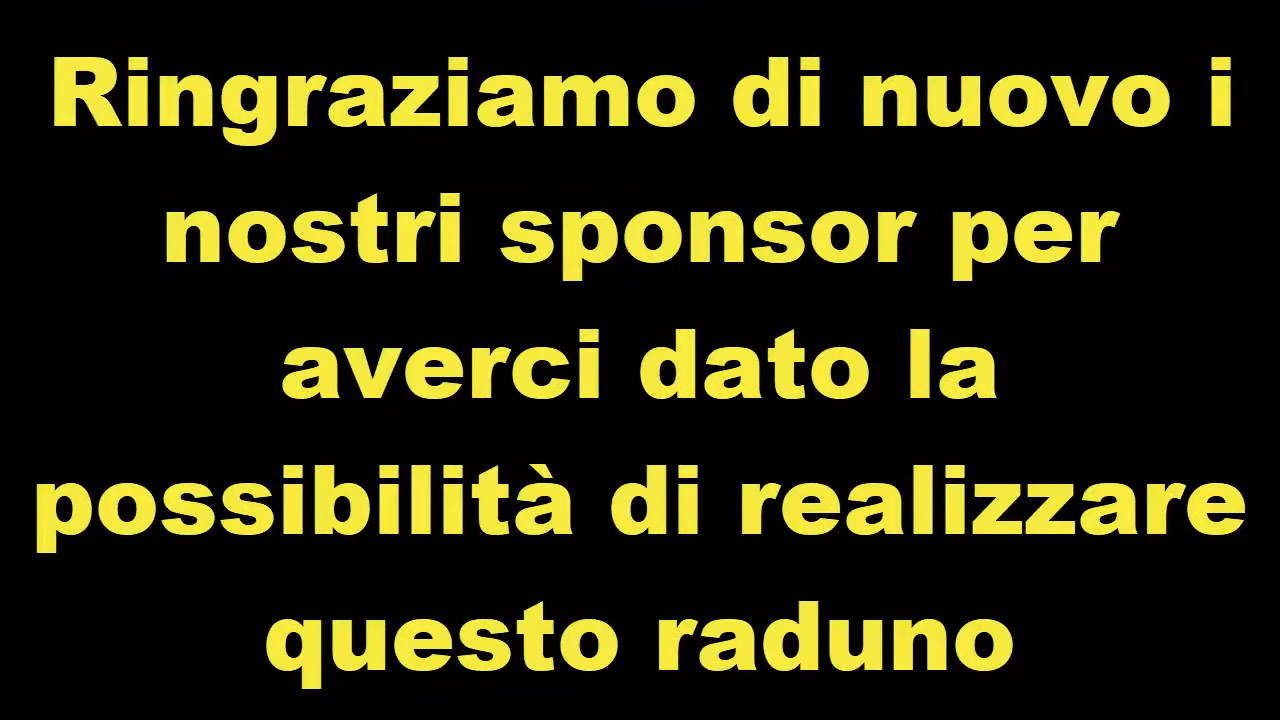 Ringraziamo di nuovo i
nostri sponsor per
averci dato la
possibilità di realizzare
questo raduno